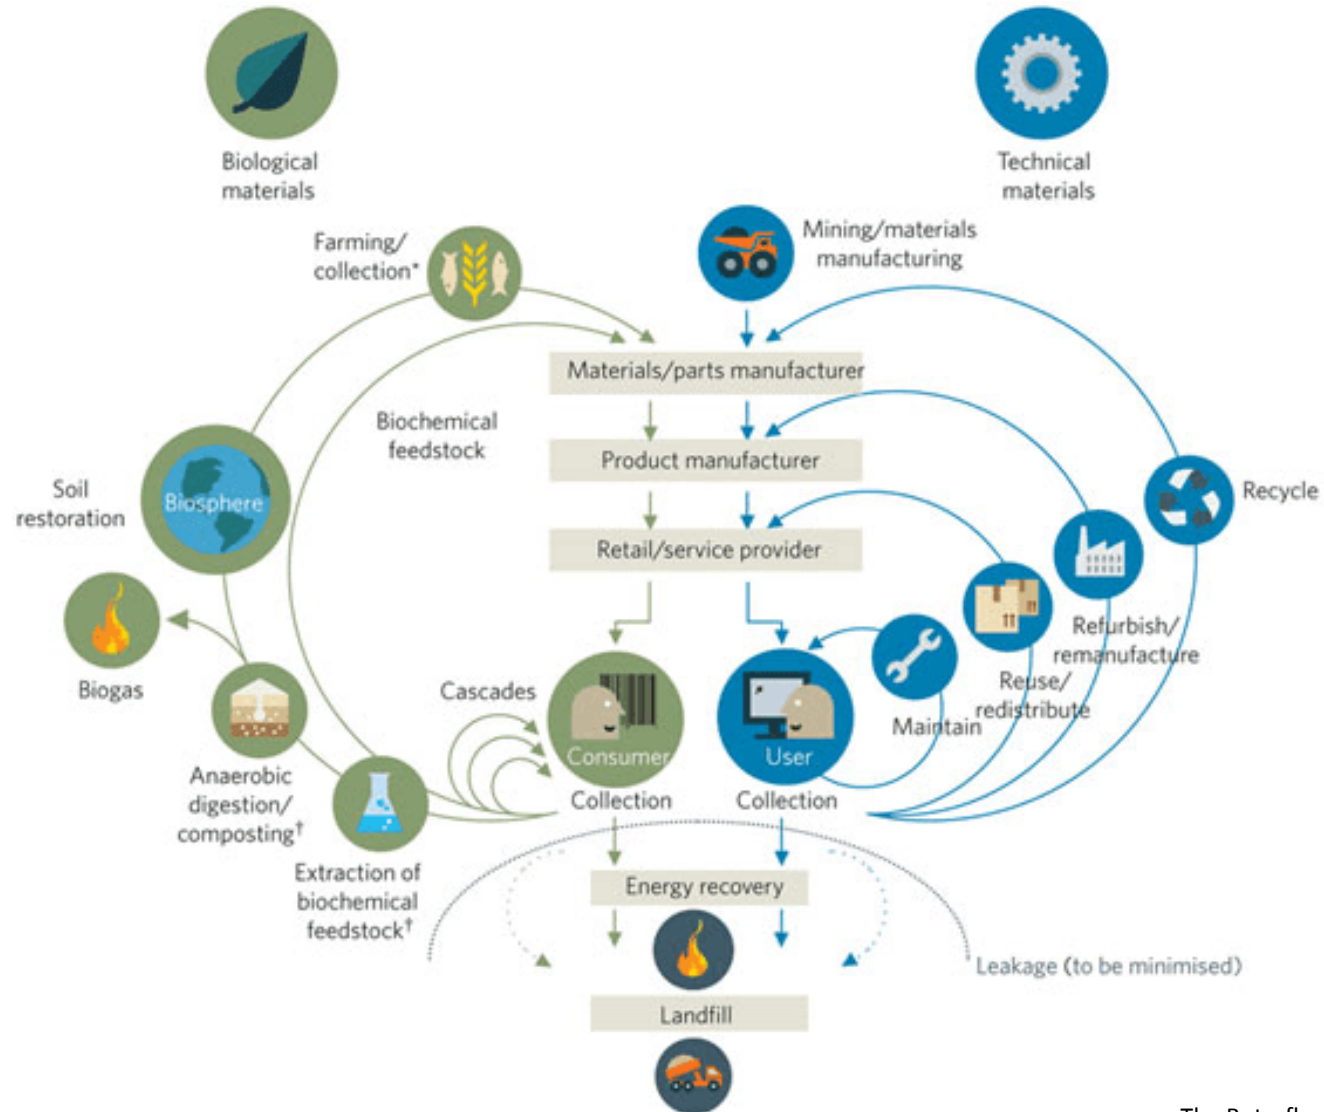 Biological
materials
Technical
materials
Farming/
collection*
Mining/materials
manufacturing
Materials/parts manufacturer
Biochemical
feedstock
Product manufacturer
Soil
restoration
Biosphere
Recycle
Retail/service provider
Biogas
Refurbish/
remanufacture
Reuse/
redistribute
Cascades
Maintain
Consumer
User
Anaerobic
digestion/
composting†
Collection
Collection
Extraction of
biochemical
feedstock†
Energy recovery
Leakage (to be minimised)
Landfill